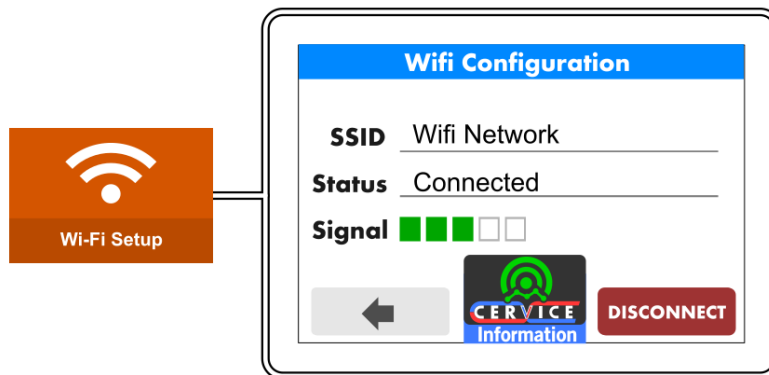 Wi-Fi Setup
Wifi Configuration
SSID Wifi Network
Status Connected
Signal
CERVICE
Information
DISCONNECT